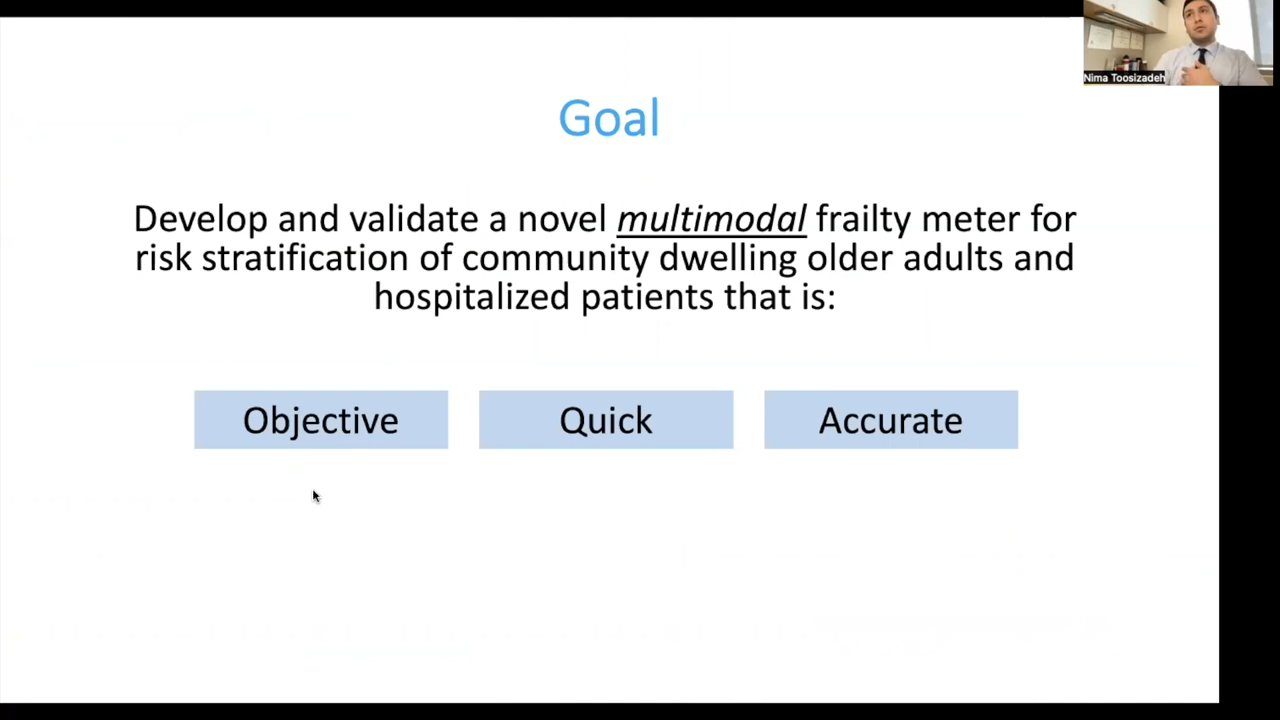 Nima Toosizadeh
Goal
Develop and validate a novel multimodal frailty meter for
risk stratification of community dwelling older adults and
hospitalized patients that is:
Objective
Quick
Accurate